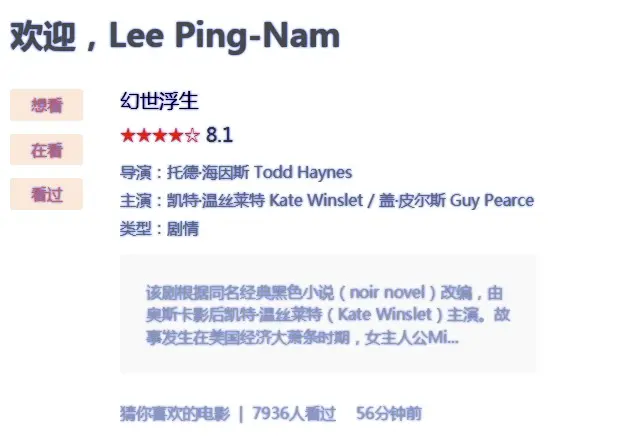 欢迎，Lee Ping-Nam
想看
在看
看过
幻世浮生
★★★★☆ 8.1
导演：托德·海因斯 Todd Haynes
主演：凯特·温丝莱特 Kate Winslet / 盖·皮尔斯 Guy Pearce
类型：剧情
该剧根据同名经典黑色小说（noir novel）改编，由
奥斯卡影后凯特·温丝莱特（Kate Winslet）主演。故
事发生在美国经济大萧条时期，女主人公Mi...
猜你喜欢的电影 | 7936人看过 56分钟前